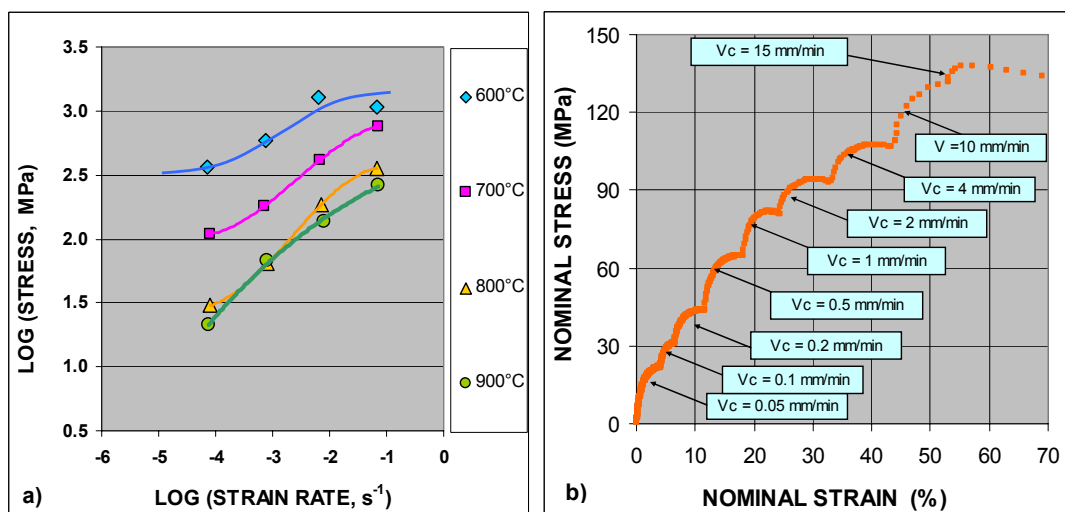 3.5
3.0
2.5
2.0
1.5
1.0
0.5
LOG (STRESS, MPa)
-6
-5
-4
-3
-2
-1
0
LOG (STRAIN RATE, s-1)
a)
600°C
700°C
800°C
900°C
150
120
90
60
30
0
NOMINAL STRESS (MPa)
Vc = 15 mm/min
V =10 mm/min
Vc = 4 mm/min
Vc = 2 mm/min
Vc = 1 mm/min
Vc = 0.5 mm/min
Vc = 0.2 mm/min
Vc = 0.1 mm/min
Vc = 0.05 mm/min
0
10
20
30
40
50
60
70
b)
NOMINAL STRAIN (%)